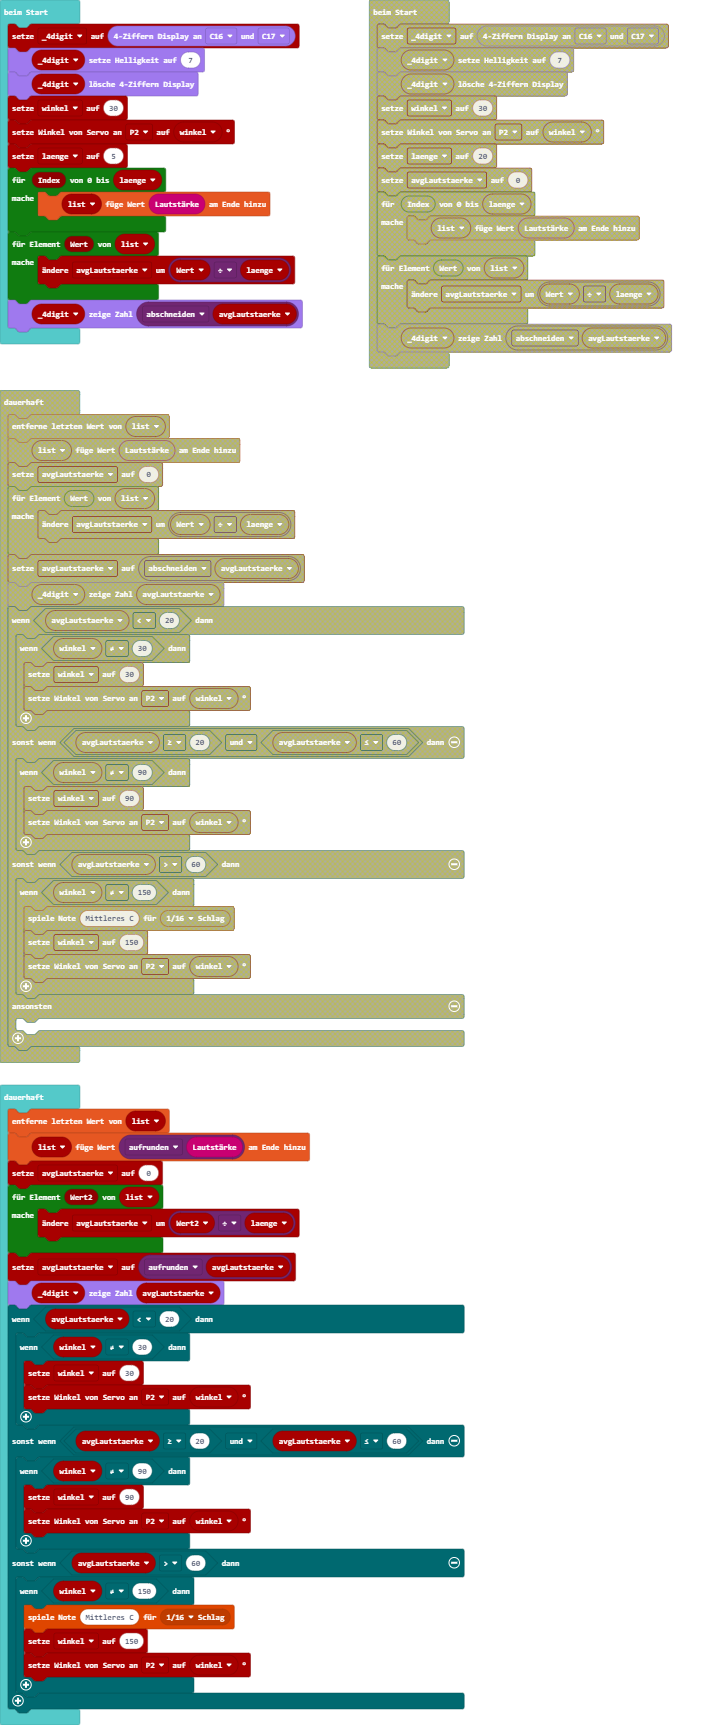 beim Start
setze _4digit auf 4-Ziffern Display an C16 und C17
_4digit setze Helligkeit auf 7
_4digit lösche 4-Ziffern Display
setze winkel auf 30
setze Winkel von Servo an P2 auf winkel °
setze laenge auf 5
für Index von 0 bis laenge
mache
list füge Wert Lautstärke am Ende hinzu
für Element Wert von list
mache
ändere avgLautstaerke um Wert ÷ laenge
_4digit zeige Zahl abschneiden avgLautstaerke
beim Start
setze _4digit auf 4-Ziffern Display an C16 und C17
_4digit setze Helligkeit auf 7
_4digit lösche 4-Ziffern Display
setze winkel auf 30
setze Winkel von Servo an P2 auf winkel °
setze laenge auf 20
setze avgLautstaerke auf 0
für Index von 0 bis laenge
mache
list füge Wert Lautstärke am Ende hinzu
für Element Wert von list
mache
ändere avgLautstaerke um Wert ÷ laenge
_4digit zeige Zahl abschneiden avgLautstaerke
dauerhaft
entferne letzten Wert von list
list füge Wert Lautstärke am Ende hinzu
setze avgLautstaerke auf 0
für Element Wert von list
mache
ändere avgLautstaerke um Wert ÷ laenge
setze avgLautstaerke auf abschneiden avgLautstaerke
_4digit zeige Zahl avgLautstaerke
wenn avgLautstaerke < 20 dann
wenn winkel ≠ 30 dann
setze winkel auf 30
setze Winkel von Servo an P2 auf winkel °
sonst wenn avgLautstaerke ≥ 20 und avgLautstaerke ≤ 60 dann
wenn winkel ≠ 90 dann
setze winkel auf 90
setze Winkel von Servo an P2 auf winkel °
sonst wenn avgLautstaerke > 60 dann
wenn winkel ≠ 150 dann
spiele Note Mittleres C für 1/16 Schlag
setze winkel auf 150
setze Winkel von Servo an P2 auf winkel °
ansonsten
dauerhaft
entferne letzten Wert von list
list füge Wert aufrunden Lautstärke am Ende hinzu
setze avgLautstaerke auf 0
für Element Wert2 von list
mache
ändere avgLautstaerke um Wert2 ÷ laenge
setze avgLautstaerke auf aufrunden avgLautstaerke
_4digit zeige Zahl avgLautstaerke
wenn avgLautstaerke < 20 dann
wenn winkel ≠ 30 dann
setze winkel auf 30
setze Winkel von Servo an P2 auf winkel °
sonst wenn avgLautstaerke ≥ 20 und avgLautstaerke ≤ 60 dann
wenn winkel ≠ 90 dann
setze winkel auf 90
setze Winkel von Servo an P2 auf winkel °
sonst wenn avgLautstaerke > 60 dann
wenn winkel ≠ 150 dann
spiele Note Mittleres C für 1/16 Schlag
setze winkel auf 150
setze Winkel von Servo an P2 auf winkel °